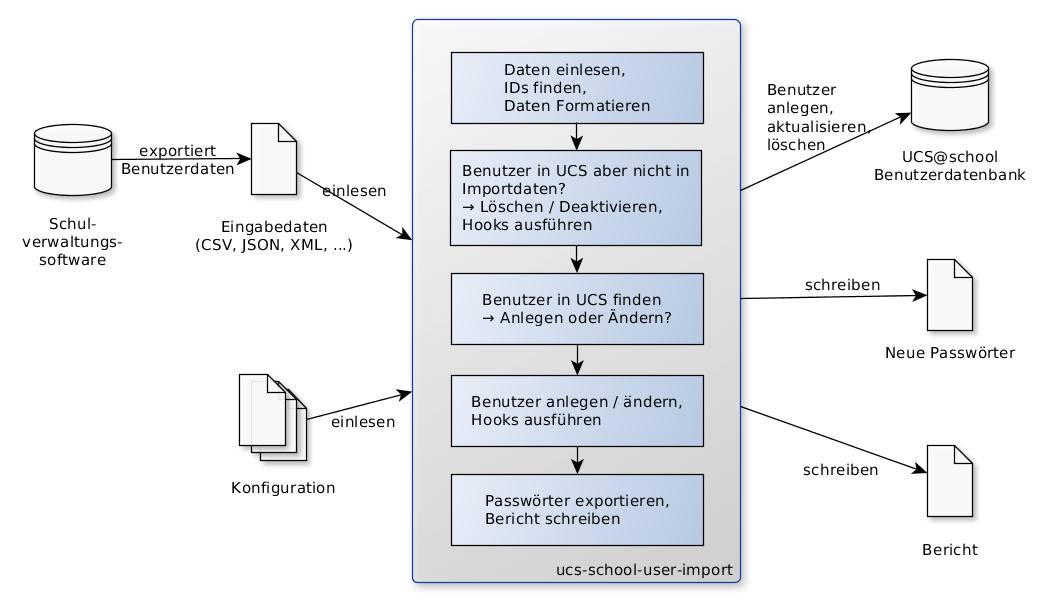 exportiert
Benutzerdaten
Schul-
verwaltungs-
software
Eingabedaten
(CSV, JSON, XML, ...)
einlesen
Konfiguration
einlesen
Daten einlesen,
IDs finden,
Daten Formatieren
Benutzer in UCS aber nicht in
Importdaten?
→ Löschen / Deaktivieren,
Hooks ausführen
Benutzer in UCS finden
→ Anlegen oder Ändern?
Benutzer anlegen / ändern,
Hooks ausführen
Passwörter exportieren,
Bericht schreiben
ucs-school-user-import
Benutzer
anlegen,
aktualisieren,
löschen
UCS@school
Benutzerdatenbank
schreiben
Neue Passwörter
schreiben
Bericht